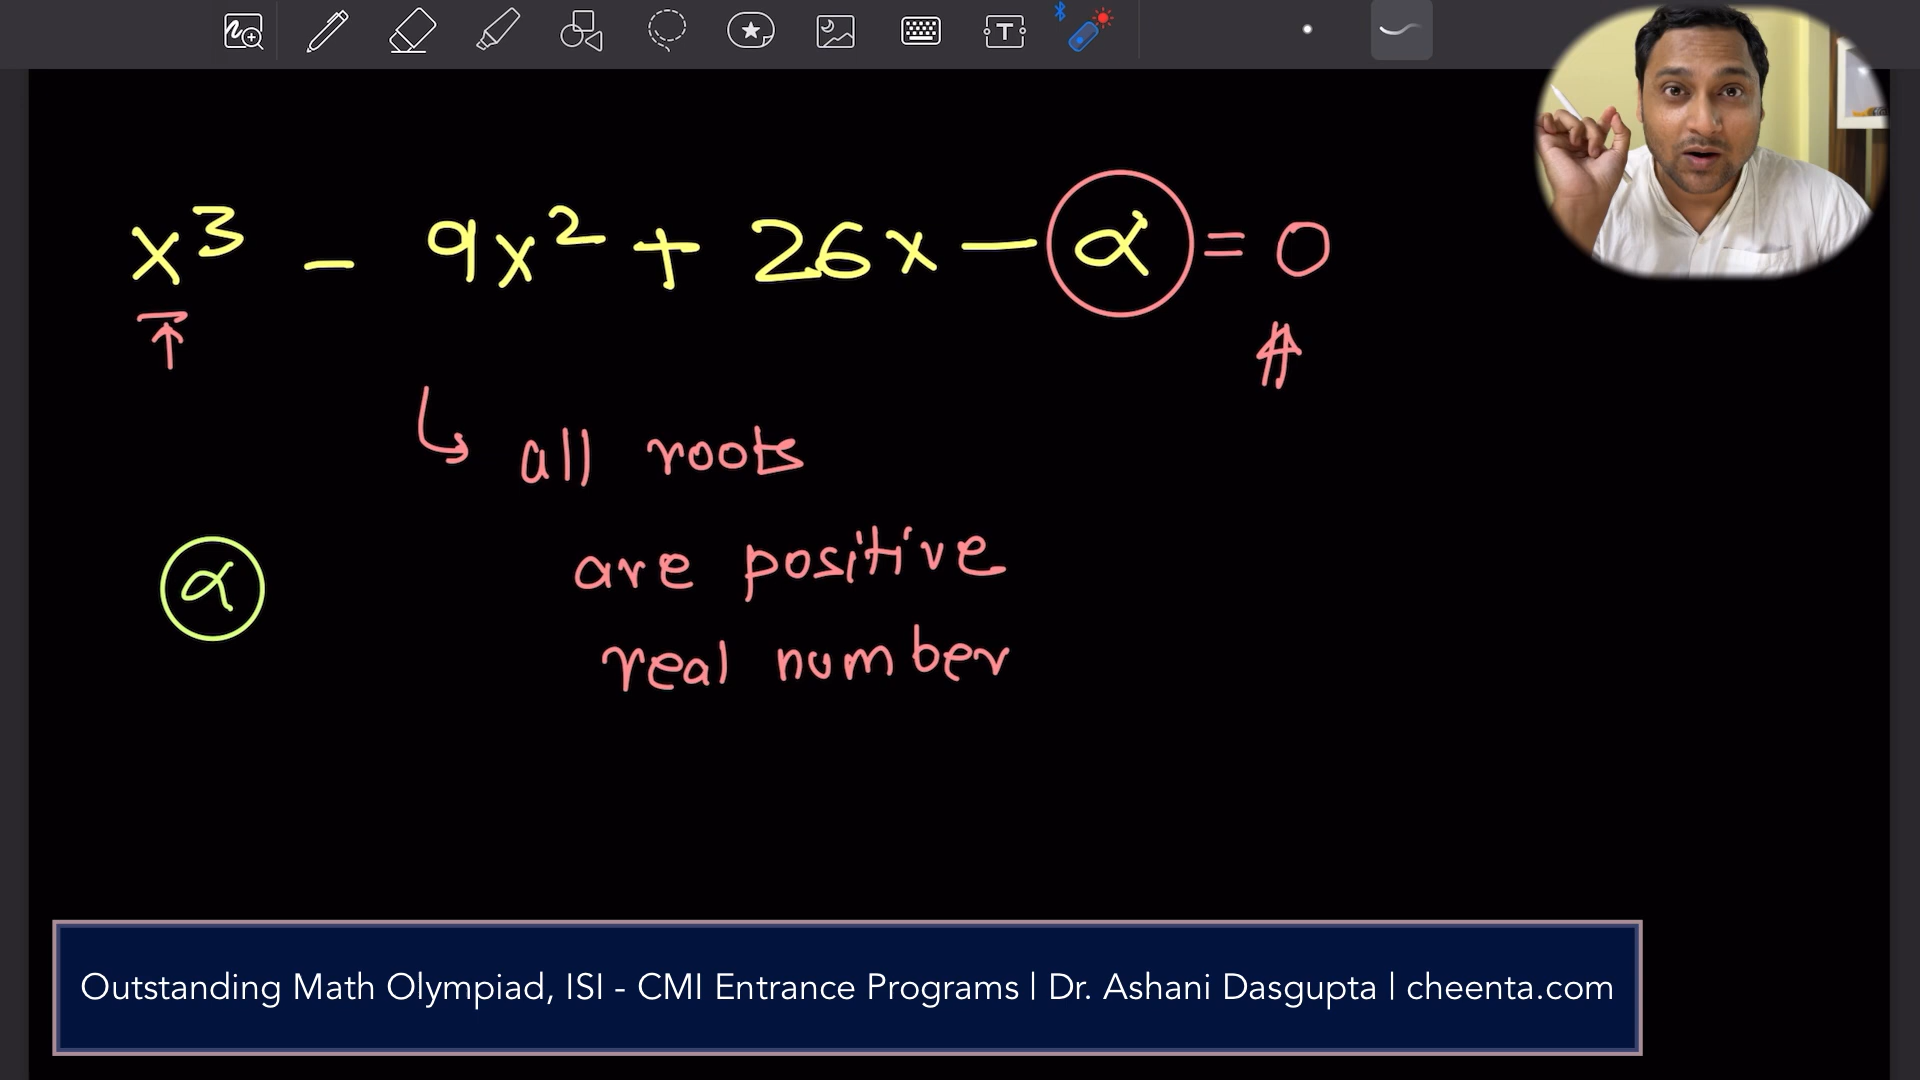 x³ - 9x² + 26x - α = 0
all roots
are positive
α
real number
Outstanding Math Olympiad, ISI - CMI Entrance Programs | Dr. Ashani Dasgupta | cheenta.com